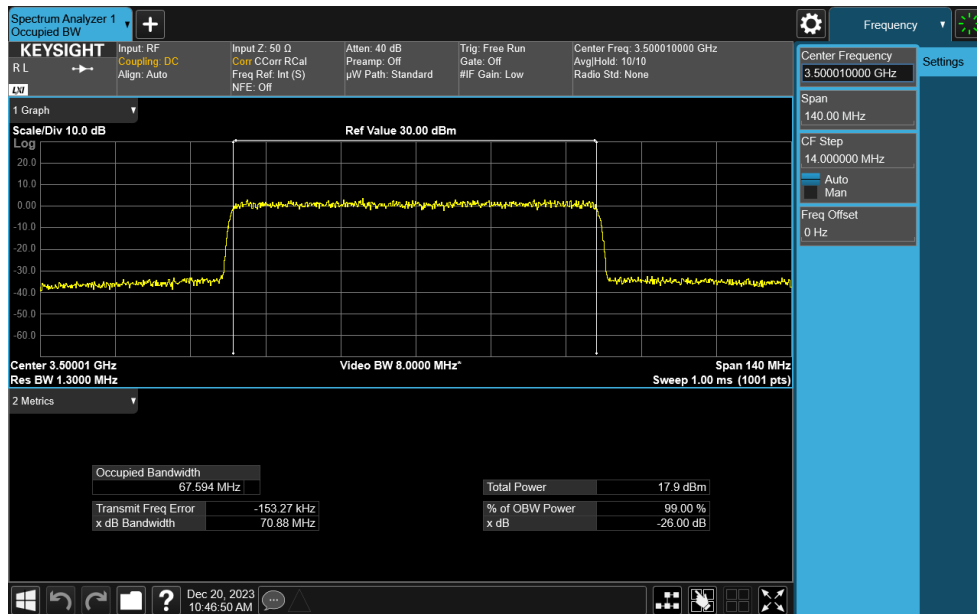 Spectrum Analyzer 1
Occupied BW
Frequency
KEYSIGHT
R L
LXI
Input: RF
Coupling: DC
Align: Auto
Input Z: 50 Ω
Corr CCorr RCal
Freq Ref: Int (S)
NFE: Off
Atten: 40 dB
Preamp: Off
µW Path: Standard
Trig: Free Run
Gate: Off
#IF Gain: Low
Center Freq: 3.500010000 GHz
Avg|Hold: 10/10
Radio Std: None
Center Frequency
3.500010000 GHz
Settings
Span
140.00 MHz
CF Step
14.000000 MHz
Auto
Man
Freq Offset
0 Hz
1 Graph
Scale/Div 10.0 dB
Ref Value 30.00 dBm
Log
20.0
10.0
0.00
-10.0
-20.0
-30.0
-40.0
-50.0
-60.0
Center 3.50001 GHz
Video BW 8.0000 MHz*
Span 140 MHz
Res BW 1.3000 MHz
Sweep 1.00 ms (1001 pts)
2 Metrics
Occupied Bandwidth
67.594 MHz
Total Power 17.9 dBm
Transmit Freq Error -153.27 kHz
% of OBW Power 99.00 %
x dB Bandwidth 70.88 MHz
x dB -26.00 dB
?
Dec 20, 2023
10:46:50 AM